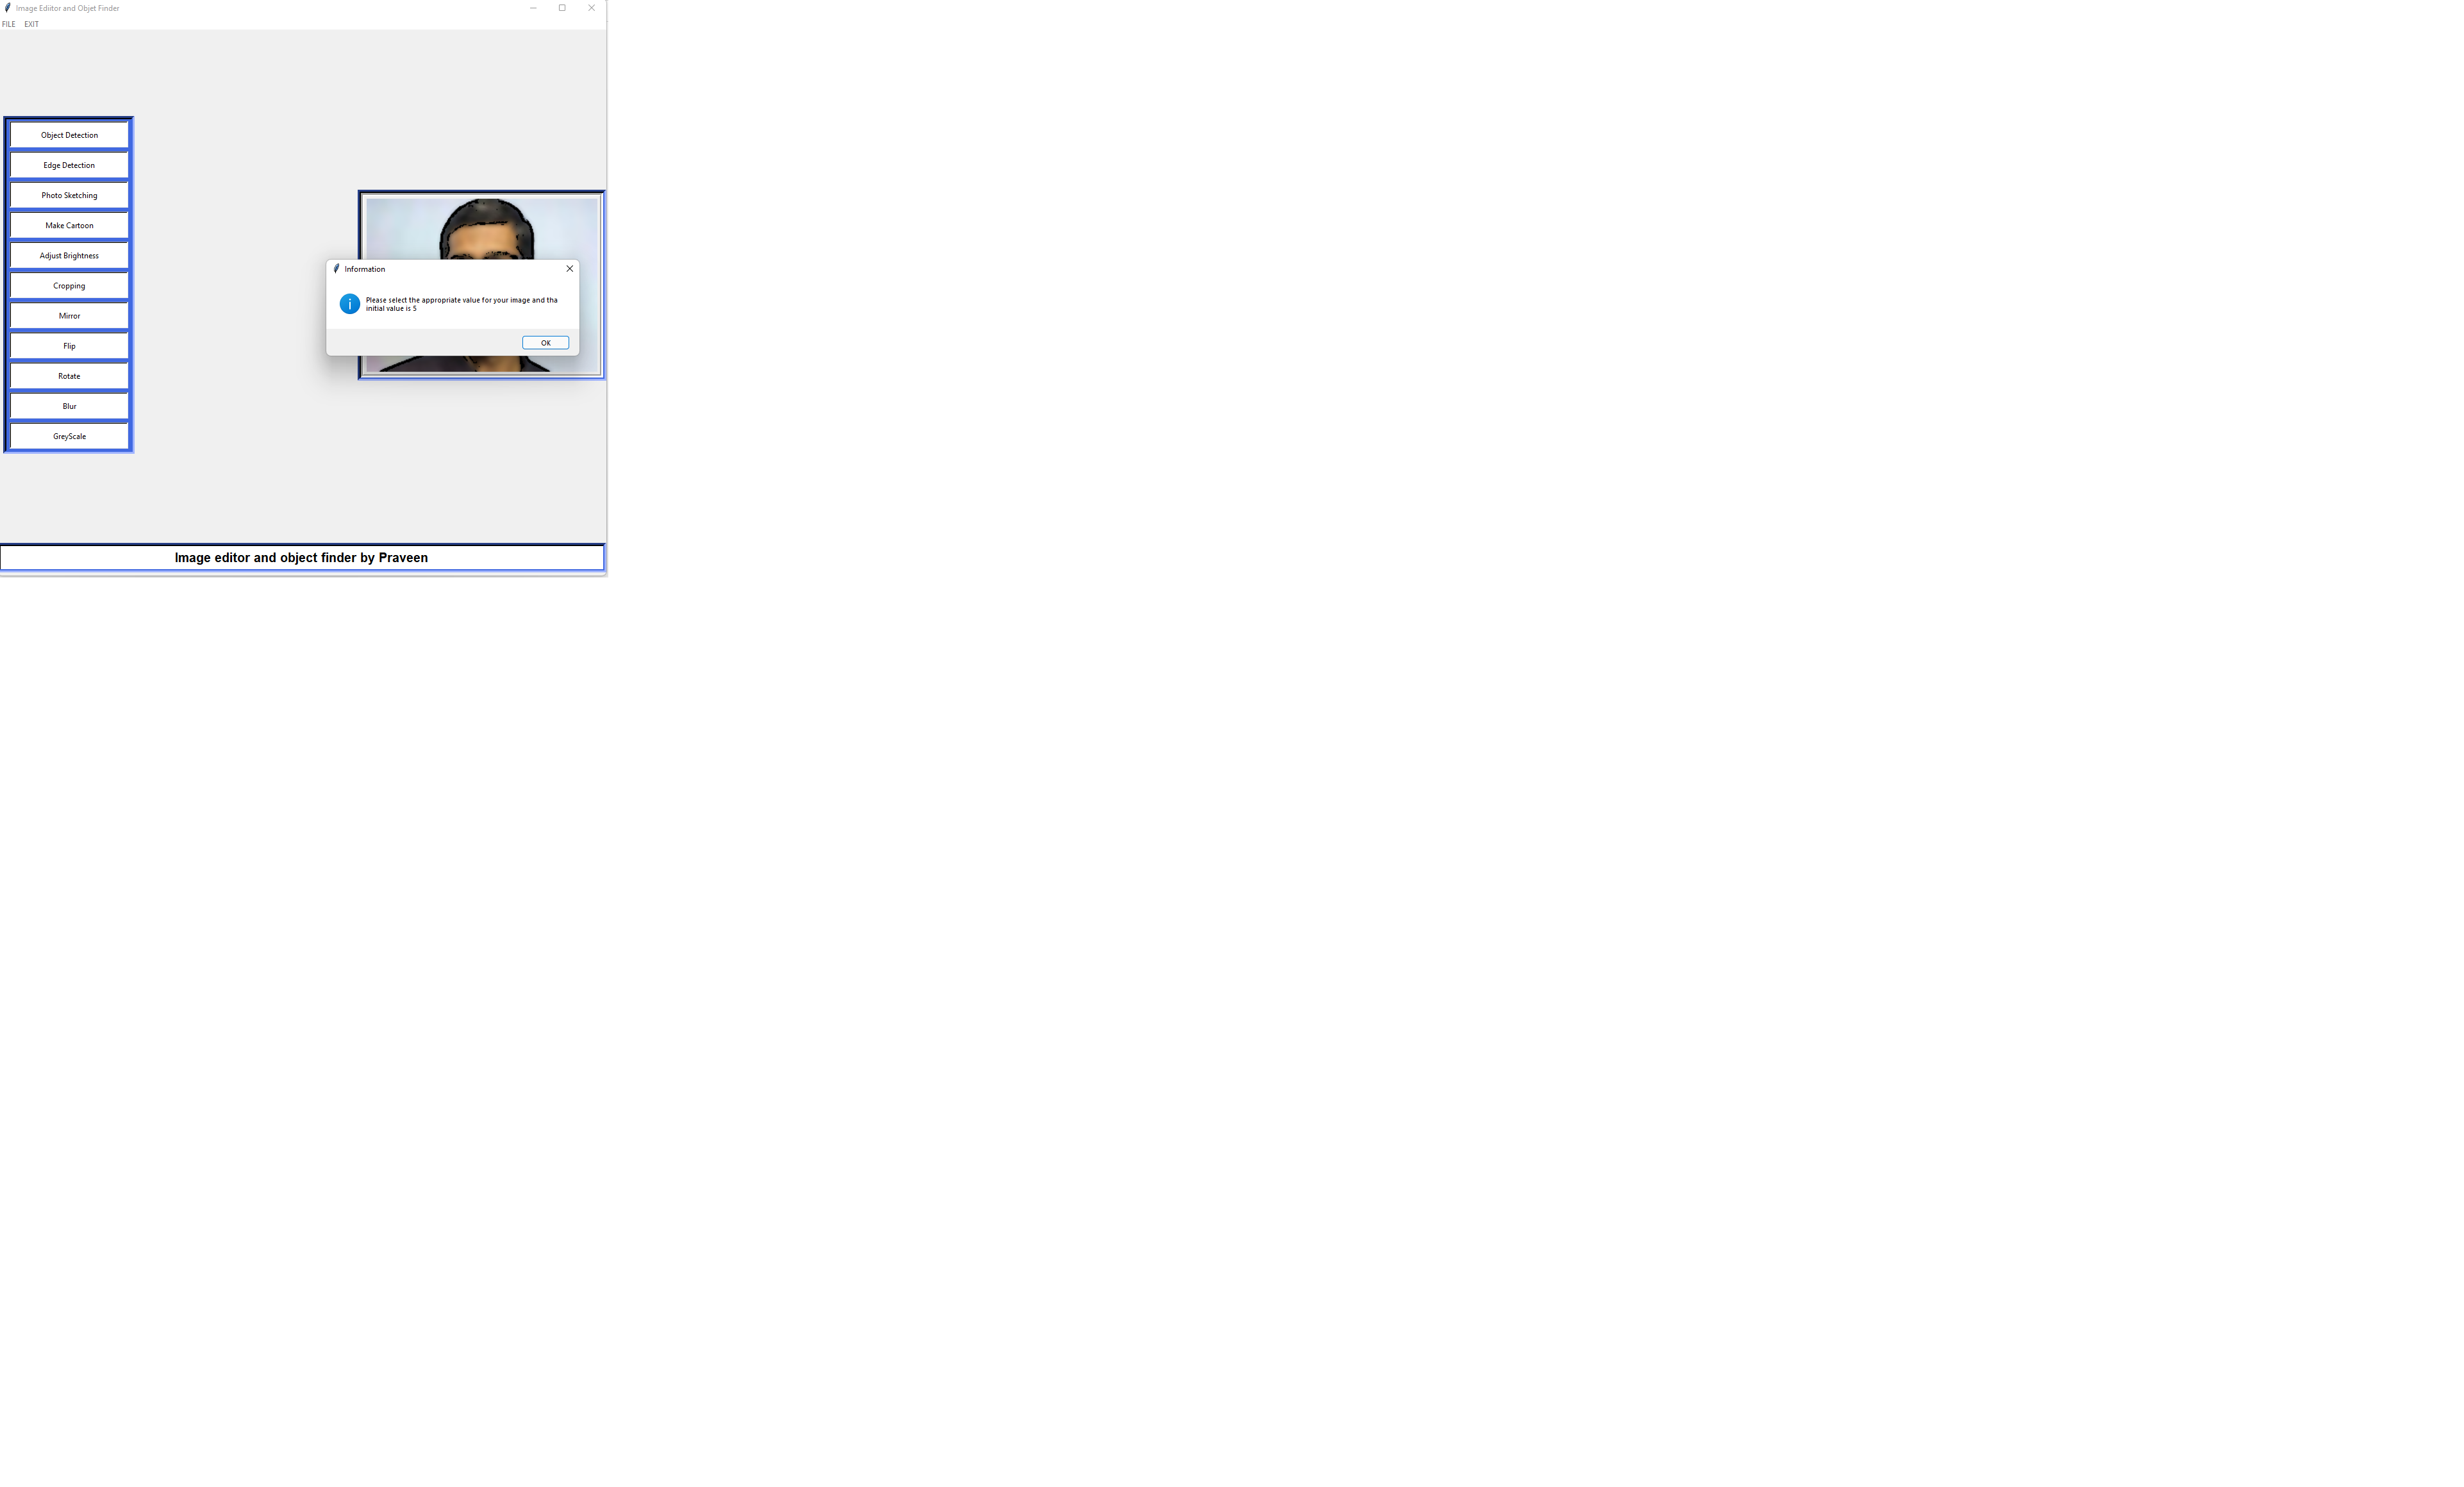 Image Ediitor and Objet Finder
FILE EXIT
Object Detection
Edge Detection
Photo Sketching
Make Cartoon
Adjust Brightness
Cropping
Mirror
Flip
Rotate
Blur
GreyScale
Information
Please select the appropriate value for your image and tha
initial value is 5
OK
Image editor and object finder by Praveen